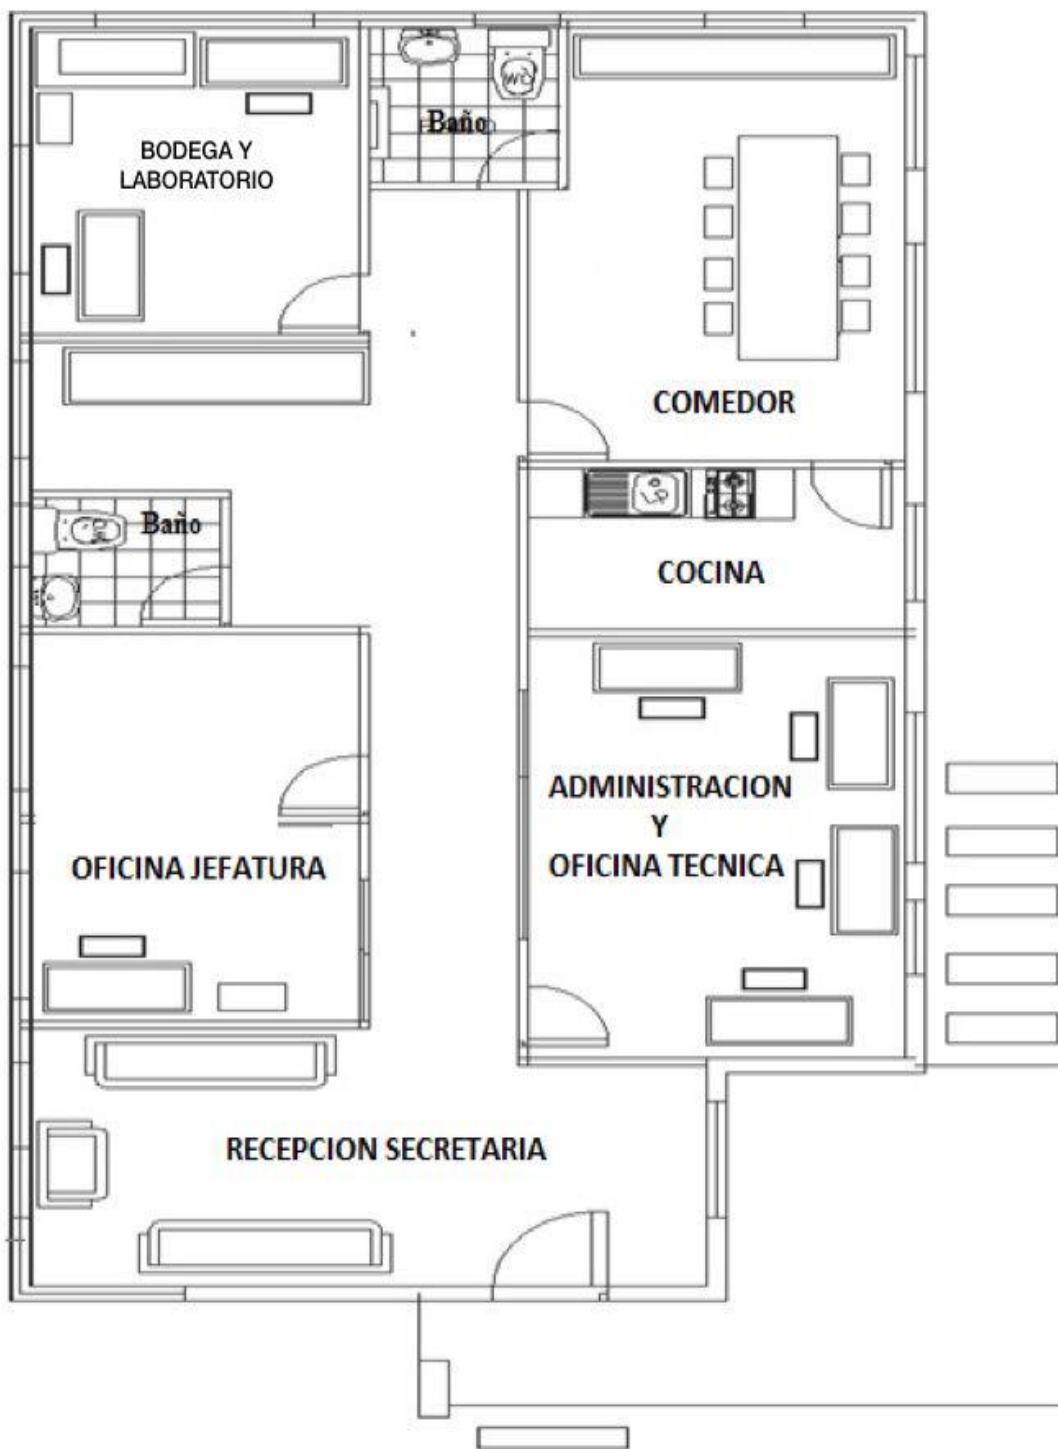 Baño
BODEGA Y
LABORATORIO
COMEDOR
Baño
COCINA
ADMINISTRACION
Y
OFICINA TECNICA
OFICINA JEFATURA
RECEPCION SECRETARIA